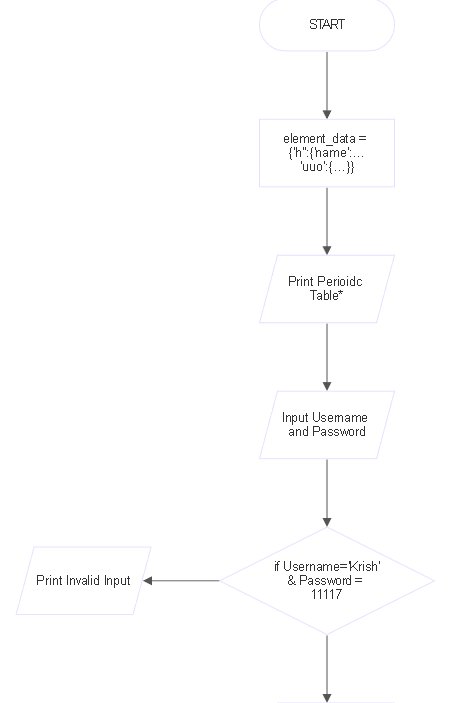 START
element_data =
{'h":{'name':...
'uuo':{...}}
Print Perioidc
Table*
Input Username
and Password
if Username='Krish'
& Password =
11117
Print Invalid Input